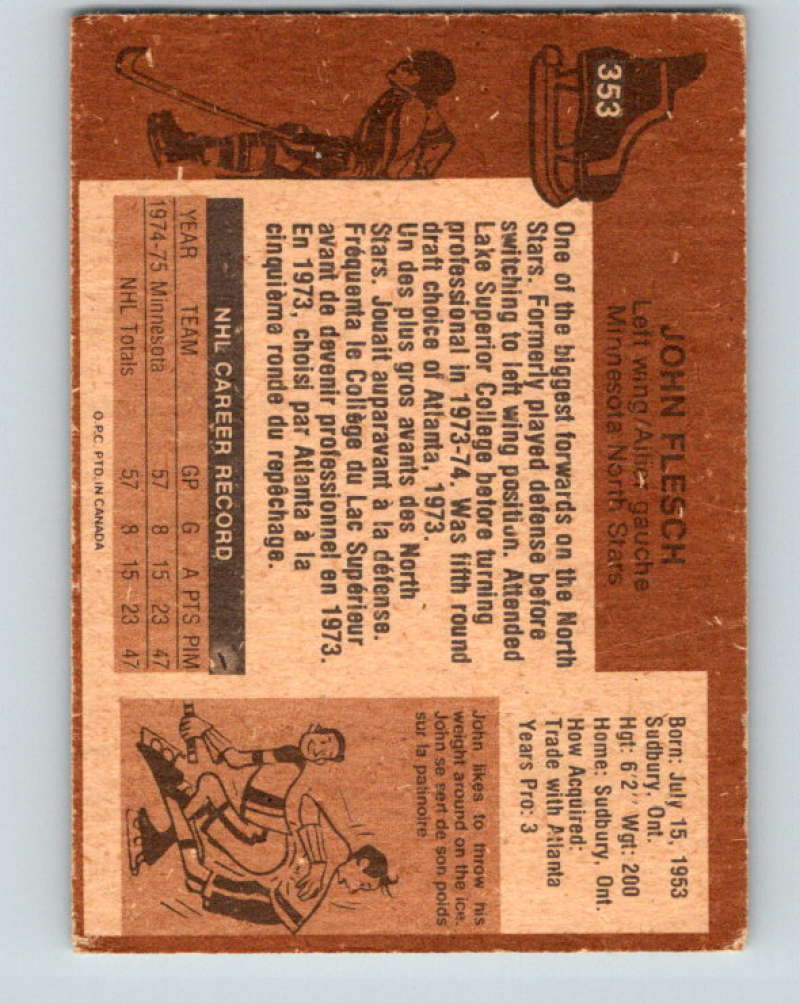 353
JOHN FLESCH
Left wing/Ailier gauche
Minnesota North Stars
Born: July 15, 1953
Sudbury, Ont.
Hgt: 6'2" Wgt: 200
Home: Sudbury, Ont.
How Acquired:
Trade with Atlanta
Years Pro: 3
One of the biggest forwards on the North
Stars. Formerly played defense before
switching to left wing position. Attended
Lake Superior College before turning
professional in 1973-74. Was fifth round
draft choice of Atlanta, 1973.
Un des plus gros avants des North
Stars. Jouait auparavant à la défense.
Fréquenta le Collège du Lac Supérieur
avant de devenir professionnel en 1973.
En 1973, choisi par Atlanta à la
cinquième ronde du repêchage.
John likes to throw his
weight around on the ice.
John se sert de son poids
sur la patinoire.
NHL CAREER RECORD
YEAR TEAM GP G A PTS PIM
1974-75 Minnesota 57 8 15 23 47
NHL Totals 57 8 15 23 47
O.P.C. PTD. IN CANADA